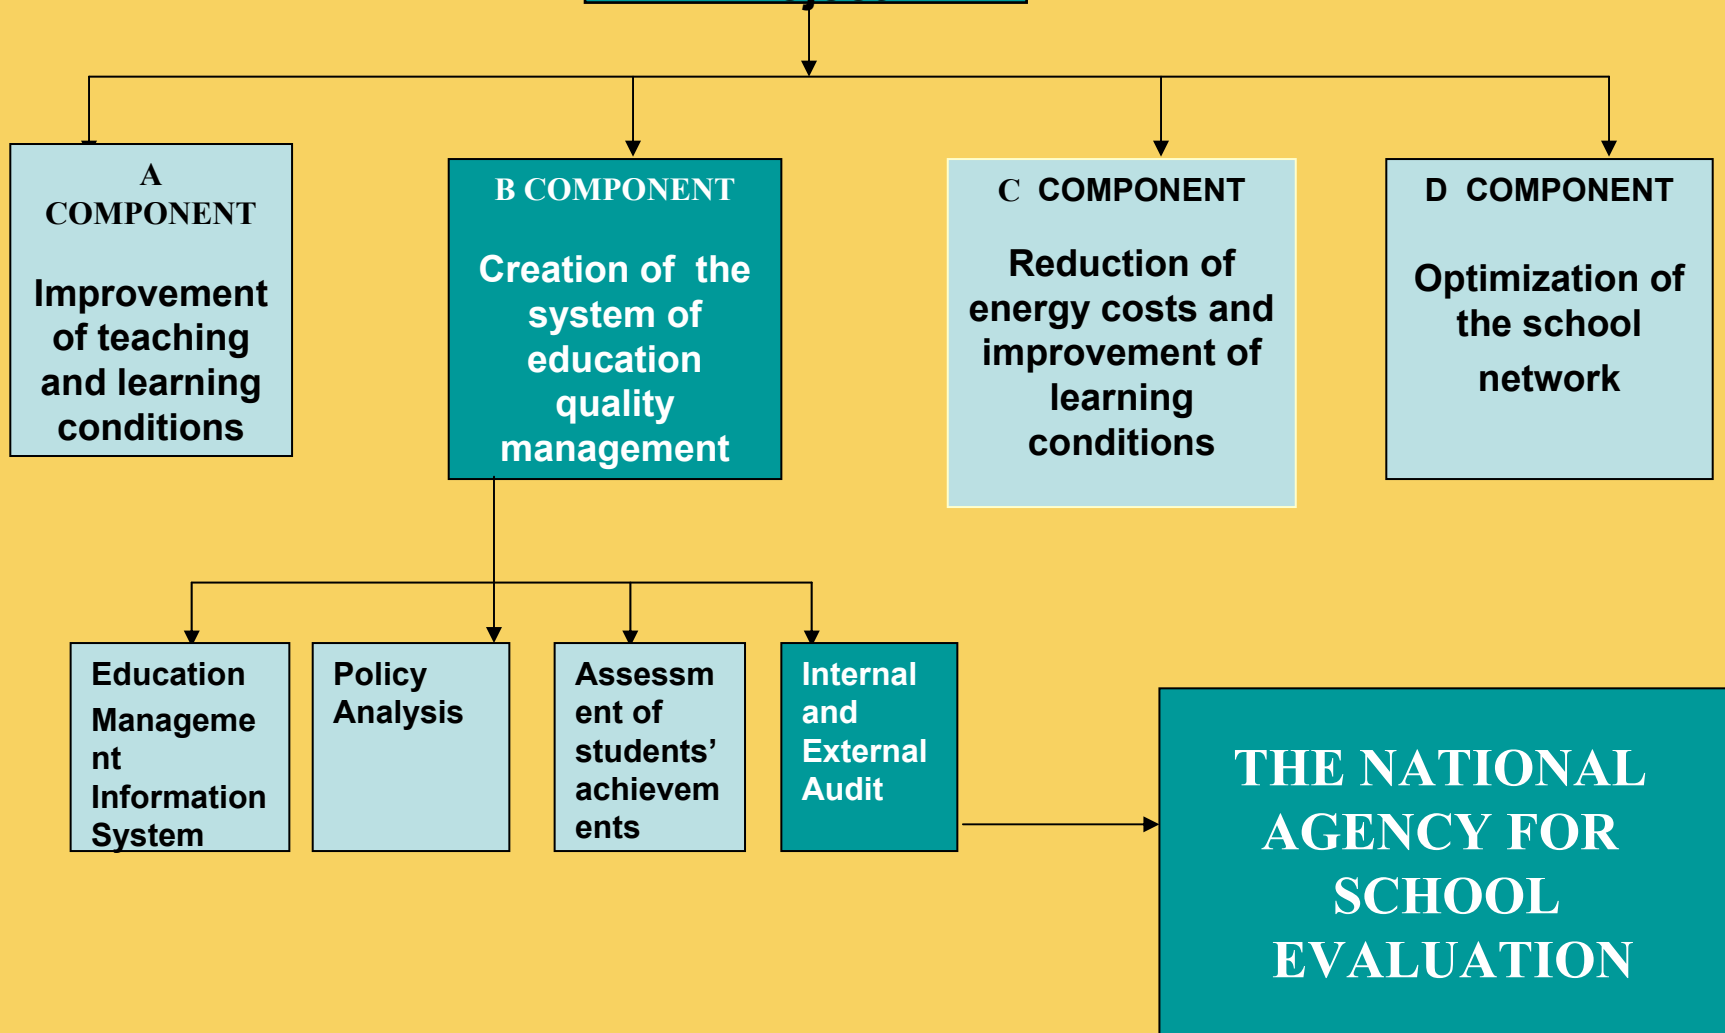 A
COMPONENT
Improvement
of teaching
and learning
conditions
B COMPONENT
Creation of the
system of
education
quality
management
C COMPONENT
Reduction of
energy costs and
improvement of
learning
conditions
D COMPONENT
Optimization of
the school
network
Education
Manageme
nt
Information
System
Policy
Analysis
Assessm
ent of
students’
achievem
ents
Internal
and
External
Audit
THE NATIONAL
AGENCY FOR
SCHOOL
EVALUATION